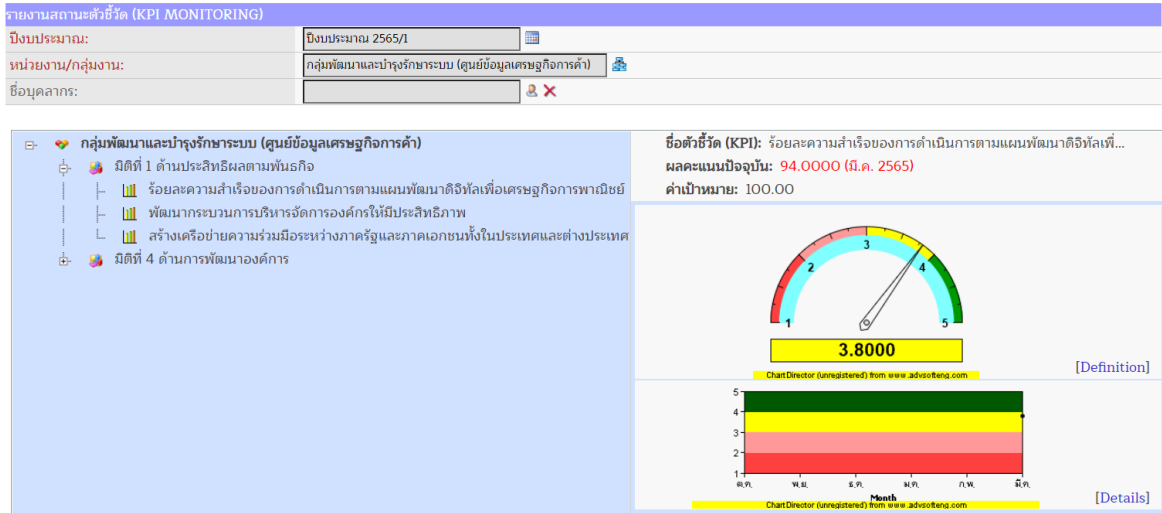 รายงานสถานะตัวชี้วัด (KPI MONITORING)
ปีงบประมาณ: ปีงบประมาณ 2565/1
หน่วยงาน/กลุ่มงาน: กลุ่มพัฒนาและบำรุงรักษาระบบ (ศูนย์ข้อมูลเศรษฐกิจการค้า)
ชื่อบุคลากร:
กลุ่มพัฒนาและบำรุงรักษาระบบ (ศูนย์ข้อมูลเศรษฐกิจการค้า)
มิติที่ 1 ด้านประสิทธิผลตามพันธกิจ
ร้อยละความสำเร็จของการดำเนินการตามแผนพัฒนาดิจิทัลเพื่อเศรษฐกิจการพาณิชย์
พัฒนากระบวนการบริหารจัดการองค์กรให้มีประสิทธิภาพ
สร้างเครือข่ายความร่วมมือระหว่างภาครัฐและภาคเอกชนทั้งในประเทศและต่างประเทศ
มิติที่ 4 ด้านการพัฒนาองค์การ
ชื่อตัวชี้วัด (KPI): ร้อยละความสำเร็จของการดำเนินการตามแผนพัฒนาดิจิทัลเพื่...
ผลคะแนนปัจจุบัน: 94.0000 (มี.ค. 2565)
ค่าเป้าหมาย: 100.00
1 2 3 4 5
3.8000
[Definition]
ChartDirector (unregistered) from www.advsofteng.com
5
4
3
2
1
ต.ค. พ.ย. ธ.ค. ม.ค. ก.พ. มี.ค.
Month
[Details]
ChartDirector (unregistered) from www.advsofteng.com